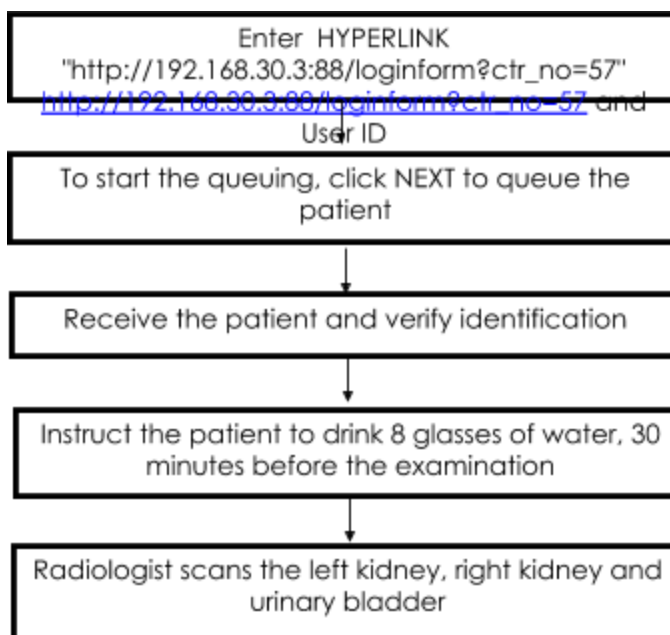 Enter HYPERLINK
"http://192.168.30.3:88/loginform?ctr_no=57"
http://192.168.30.3:88/loginform?ctr_no=57 and
User ID
To start the queuing, click NEXT to queue the
patient
Receive the patient and verify identification
Instruct the patient to drink 8 glasses of water, 30
minutes before the examination
Radiologist scans the left kidney, right kidney and
urinary bladder